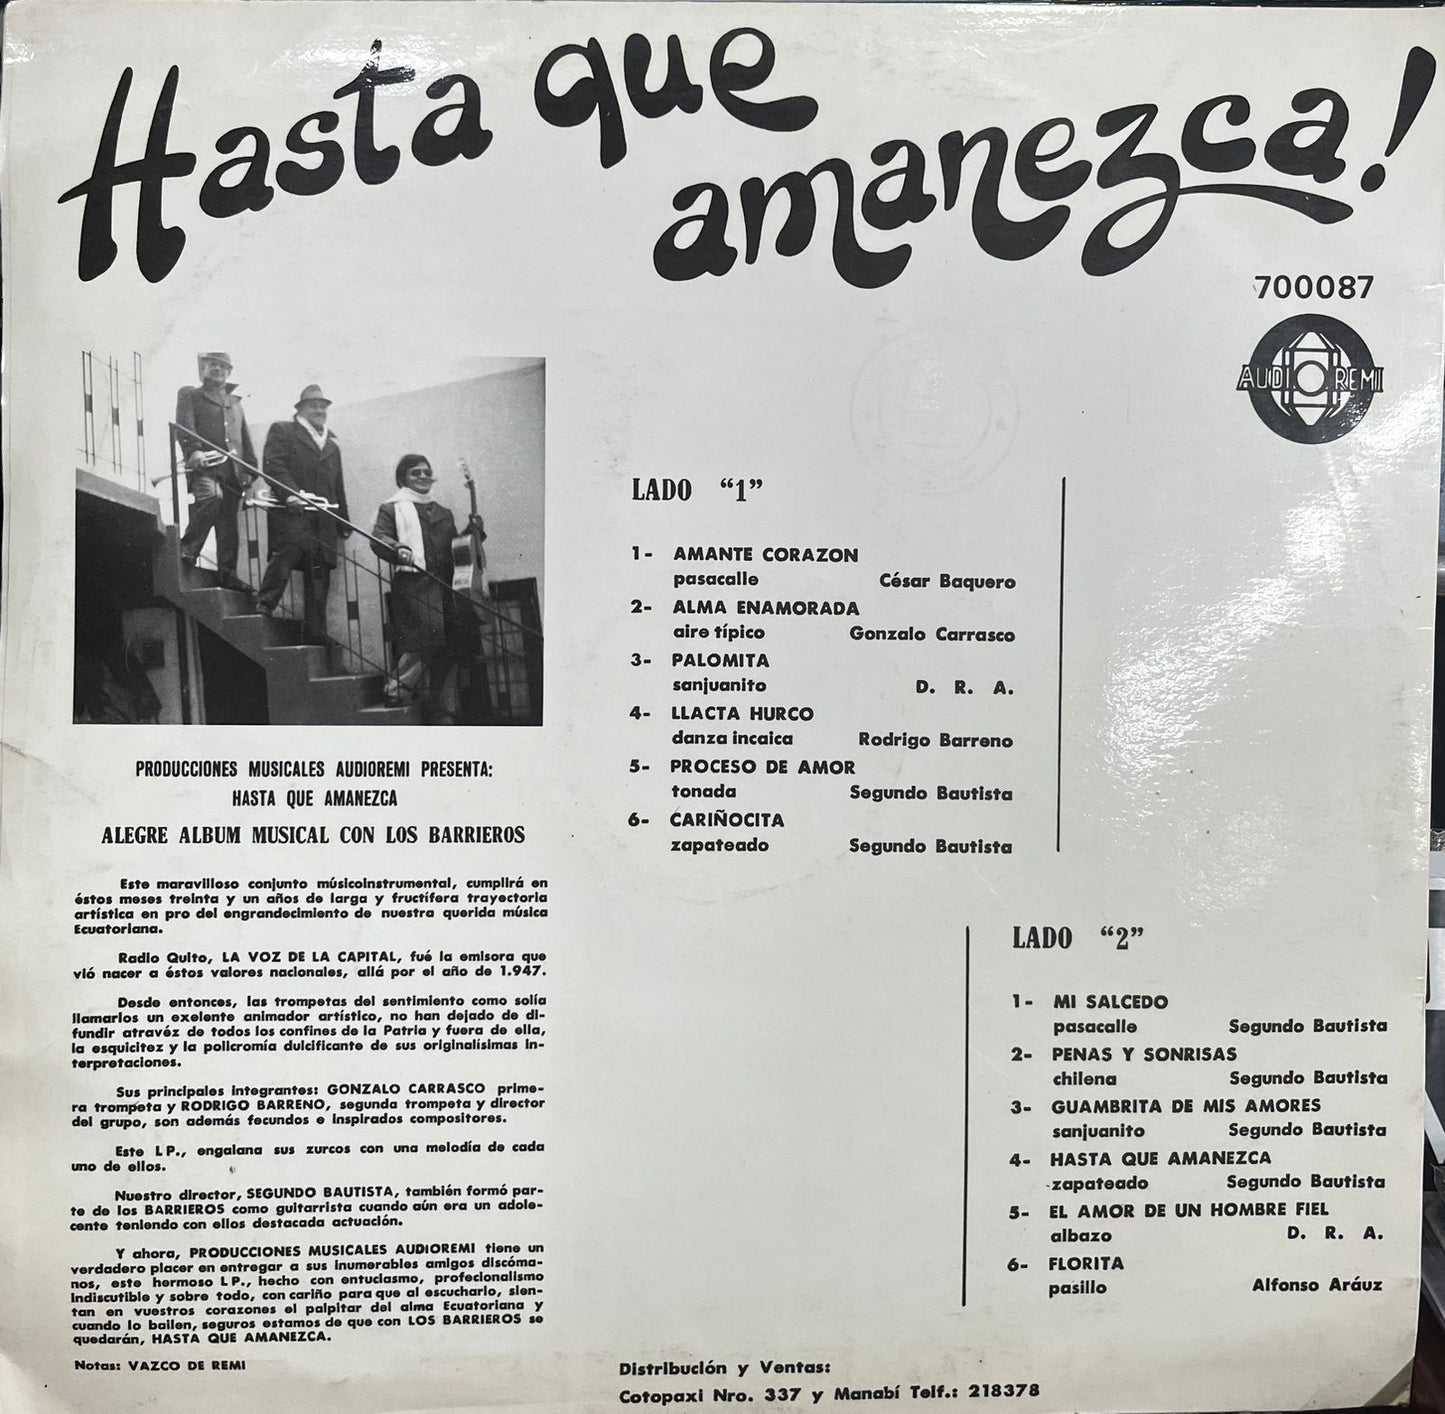 Hasta que
amanezca!
700087
AUDIOREMI
PRODUCCIONES MUSICALES AUDIOREMI PRESENTA:
HASTA QUE AMANEZCA
ALEGRE ALBUM MUSICAL CON LOS BARRIEROS
Este maravilloso conjunto músicoinstrumental, cumplirá en
éstos meses treinta y un años de larga y fructífera trayectoria
artística en pro del engrandecimiento de nuestra querida música
Ecuatoriana.
Radio Quito, LA VOZ DE LA CAPITAL, fué la emisora que
vió nacer a éstos valores nacionales, allá por el año de 1.947.
Desde entonces, las trompetas del sentimiento como solía
llamarlos un exelente animador artístico, no han dejado de di-
fundir atravéz de todos los confines de la Patria y fuera de ella,
la esquicitez y la policromía dulcificante de sus originalísimas in-
terpretaciones.
Sus principales integrantes: GONZALO CARRASCO prime-
ra trompeta y RODRIGO BARRENO, segunda trompeta y director
del grupo, son además fecundos e inspirados compositores.
Este L P., engalana sus zurcos con una melodía de cada
uno de ellos.
Nuestro director, SEGUNDO BAUTISTA, también formó par-
te de los BARRIEROS como guitarrista cuando aún era un adole-
cente teniendo con ellos destacada actuación.
Y ahora, PRODUCCIONES MUSICALES AUDIOREMI tiene un
verdadero placer en entregar a sus inumerables amigos discóma-
nos, este hermoso L P., hecho con entuciasmo, profecionalismo
indiscutible y sobre todo, con cariño para que al escucharlo, sien-
tan en vuestros corazones el palpitar del alma Ecuatoriana y
cuando lo bailen, seguros estamos de que con LOS BARRIEROS se
quedarán, HASTA QUE AMANEZCA.
Notas: VAZCO DE REMI
LADO "1"
1- AMANTE CORAZON
pasacalle César Baquero
2- ALMA ENAMORADA
aire típico Gonzalo Carrasco
3- PALOMITA
sanjuanito D. R. A.
4- LLACTA HURCO
danza incaica Rodrigo Barreno
5- PROCESO DE AMOR
tonada Segundo Bautista
6- CARIÑOCITA
zapateado Segundo Bautista
LADO "2"
1- MI SALCEDO
pasacalle Segundo Bautista
2- PENAS Y SONRISAS
chilena Segundo Bautista
3- GUAMBRITA DE MIS AMORES
sanjuanito Segundo Bautista
4- HASTA QUE AMANEZCA
zapateado Segundo Bautista
5- EL AMOR DE UN HOMBRE FIEL
albazo D. R. A.
6- FLORITA
pasillo Alfonso Aráuz
Distribución y Ventas:
Cotopaxi Nro. 337 y Manabí Telf.: 218378